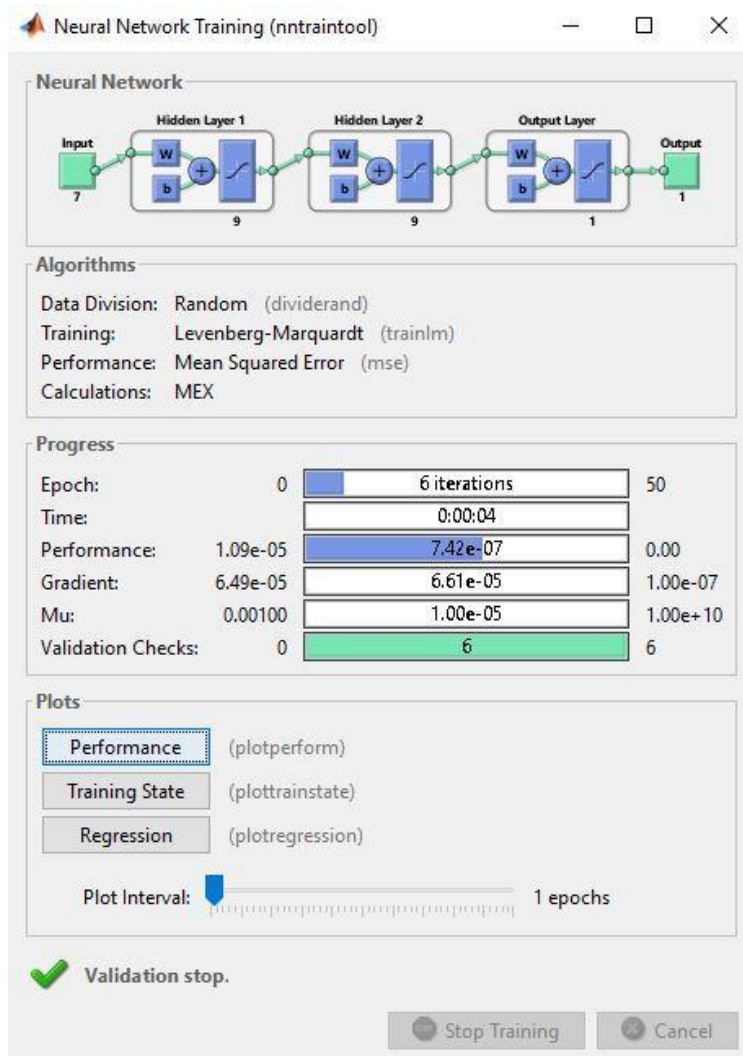 Neural Network Training (nntraintool)
Neural Network
Hidden Layer 1 Hidden Layer 2 Output Layer
Input Output
W W W
+ + +
b b b
7 1
9 9 1
Algorithms
Data Division: Random (dividerand)
Training: Levenberg-Marquardt (trainlm)
Performance: Mean Squared Error (mse)
Calculations: MEX
Progress
Epoch: 0 6 iterations 50
Time: 0:00:04
Performance: 1.09e-05 7.42e-07 0.00
Gradient: 6.49e-05 6.61e-05 1.00e-07
Mu: 0.00100 1.00e-05 1.00e+10
Validation Checks: 0 6 6
Plots
Performance (plotperform)
Training State (plottrainstate)
Regression (plotregression)
Plot Interval: 1 epochs
Validation stop.
Stop Training Cancel